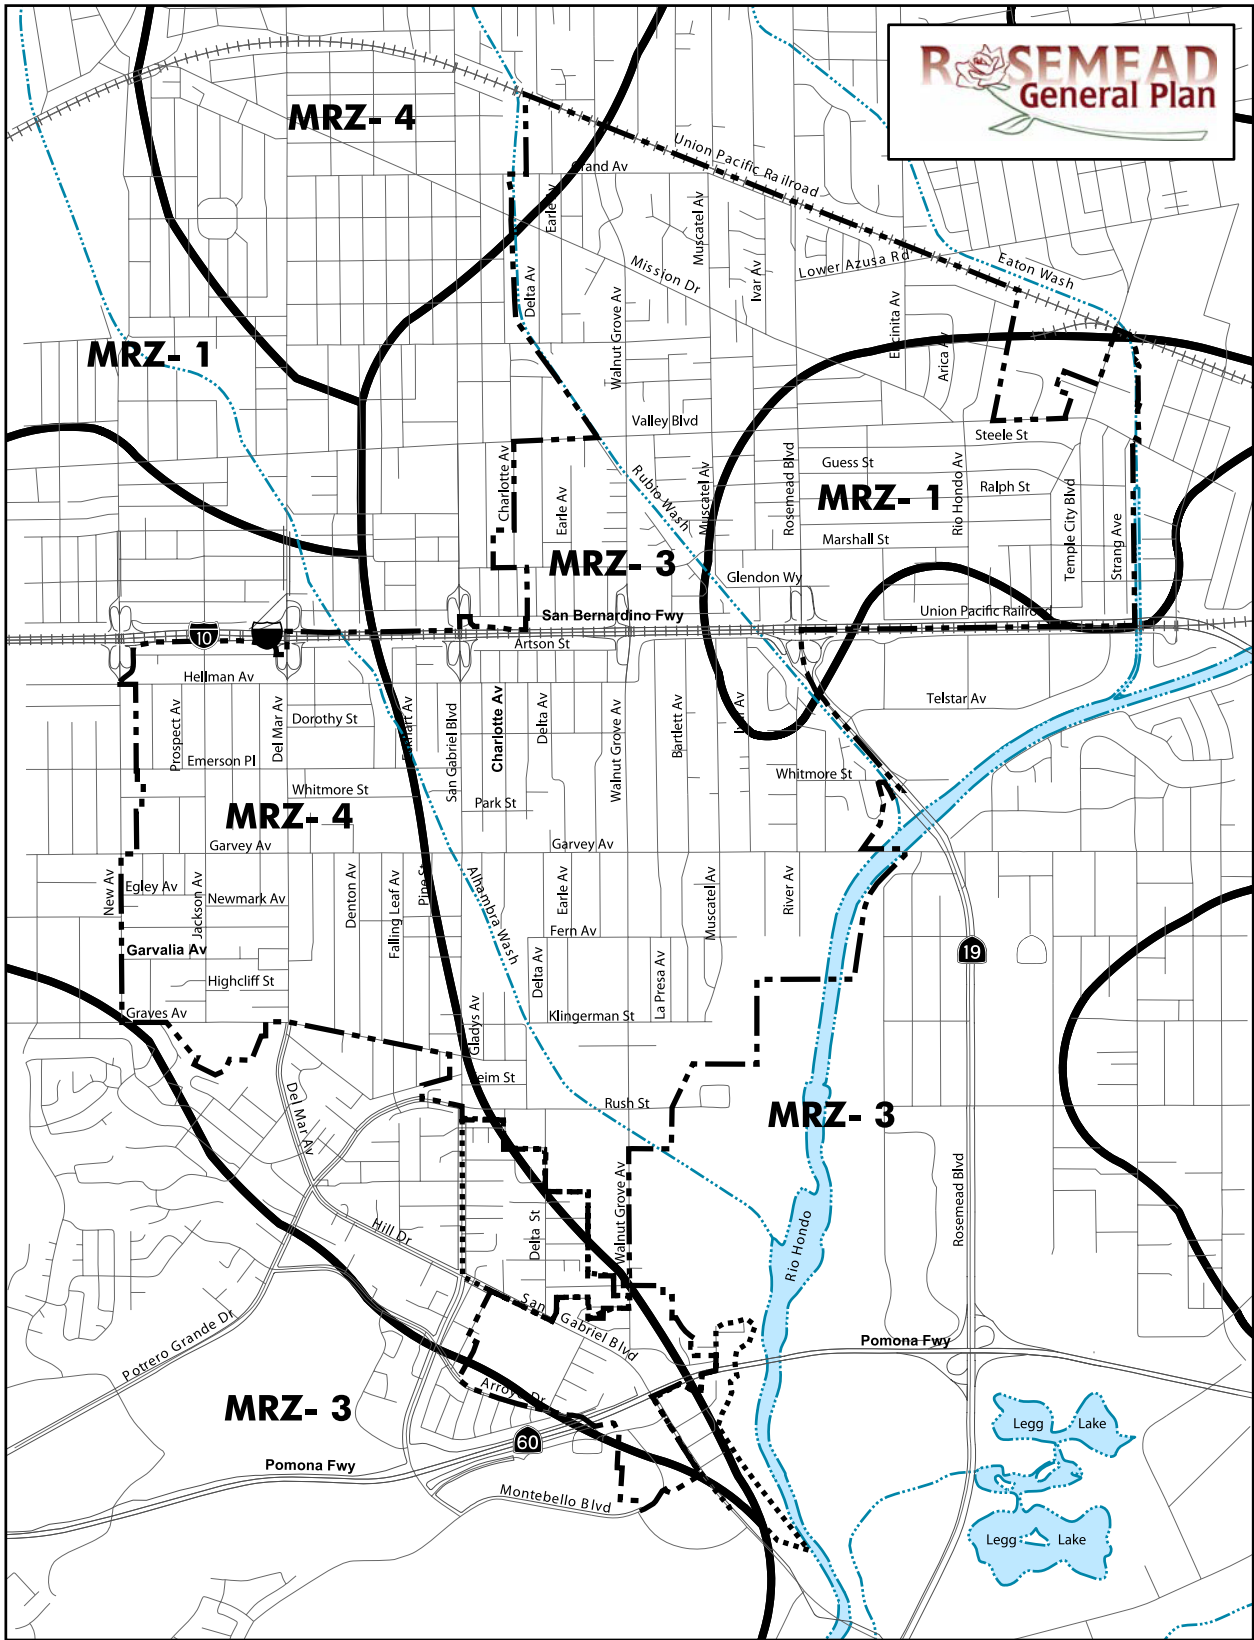 ROSEMEAD
General Plan
MRZ- 4
Union Pacific Railroad
Grand Av
Earle Av
Muscatel Av
Mission Dr
Ivar Av
Lower Azusa Rd
Eaton Wash
Delta Av
Walnut Grove Av
Encinita Av
Arica Av
MRZ- 1
Valley Blvd
Steele St
Charlotte Av
Earle Av
Rubio Wash
Muscatel Av
Rosemead Blvd
Guess St
Rio Hondo Av
Ralph St
MRZ- 1
Temple City Blvd
Strang Ave
Marshall St
MRZ- 3
Glendon Wy
San Bernardino Fwy
Union Pacific Railroad
10
Artson St
Hellman Av
Telstar Av
Prospect Av
Del Mar Av
Dorothy St
San Gabriel Blvd
Charlotte Av
Delta Av
Walnut Grove Av
Bartlett Av
Emerson Pl
Whitmore St
Whitmore St
Park St
MRZ- 4
Garvey Av
Garvey Av
New Av
Egley Av
Jackson Av
Newmark Av
Denton Av
Falling Leaf Av
Pine St
Alhambra Wash
Earle Av
Muscatel Av
River Av
Garvalia Av
Fern Av
19
Highcliff St
Delta Av
La Presa Av
Graves Av
Gladys Av
Klingerman St
Del Mar Av
Rush St
MRZ- 3
Hill Dr
Delta St
Walnut Grove Av
Rio Hondo
Rosemead Blvd
San Gabriel Blvd
Potrero Grande Dr
Pomona Fwy
Arroyo Dr
MRZ- 3
60
Pomona Fwy
Montebello Blvd
Legg Lake
Legg Lake